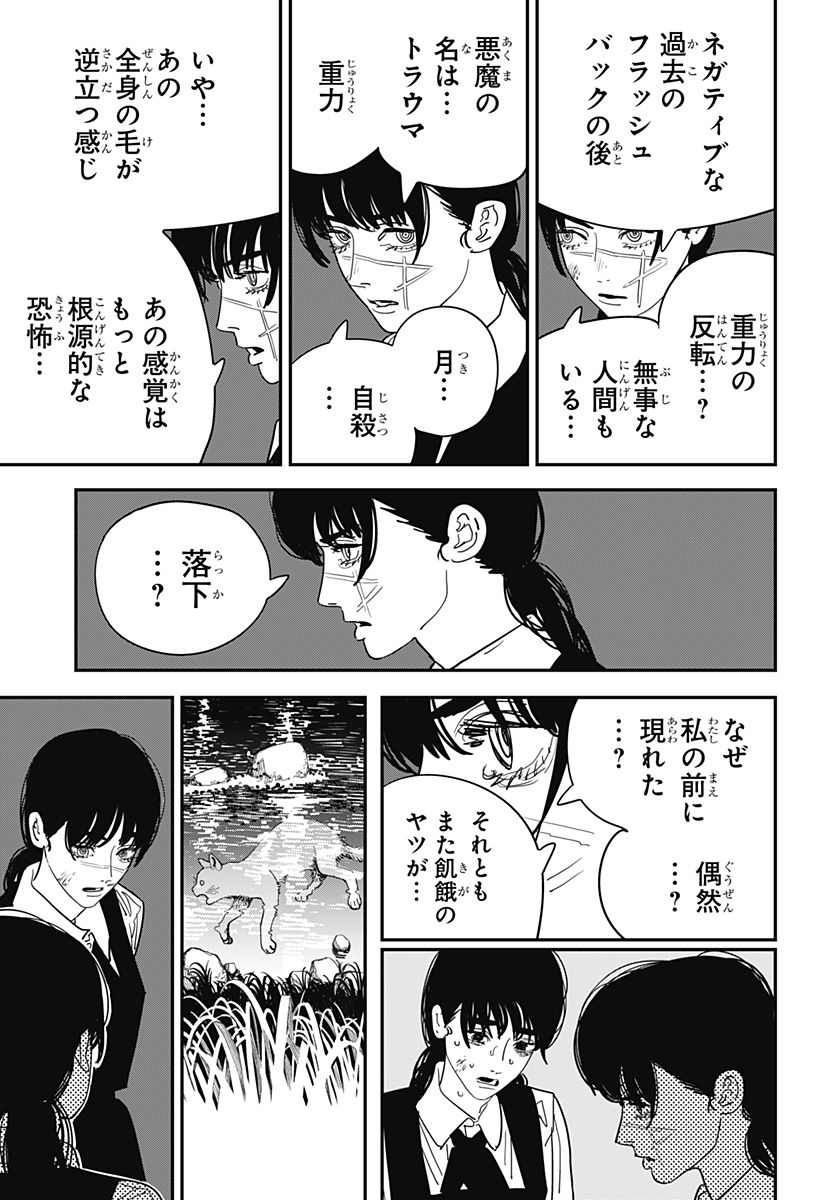 ネガティブな
過去の
フラッシュ
バックの後
重力の
反転…?
無事な
人間も
いる…
悪魔の
名は…
トラウマ
重力
月…
自殺
…
いや…
あの
全身の毛が
逆立つ感じ
あの感覚は
もっと
根源的な
恐怖…
落下
…?
なぜ
私の前に
現れた
…?
偶然
…?
それとも
また飢餓の
ヤツが…